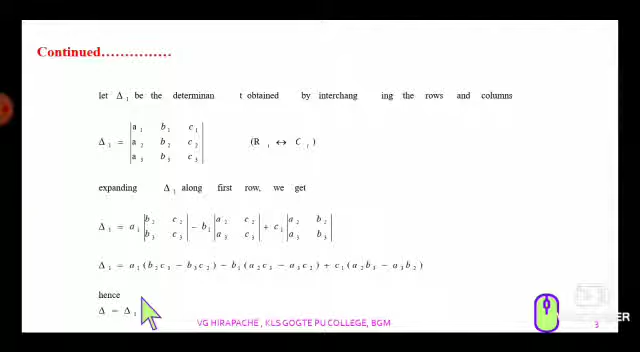 Continued...............
let Δ₁ be the determinan t obtained by interchang ing the rows and columns
Δ₁ = | a₁ b₁ c₁ |
| a₂ b₂ c₂ | (R₁ ↔ C₁)
| a₃ b₃ c₃ |
expanding Δ₁ along first row, we get
Δ₁ = a₁ | b₂ c₂ | − b₁ | a₂ c₂ | + c₁ | a₂ b₂ |
| b₃ c₃ | | a₃ c₃ | | a₃ b₃ |
Δ₁ = a₁(b₂c₃ − b₃c₂) − b₁(a₂c₃ − a₃c₂) + c₁(a₂b₃ − a₃b₂)
hence
Δ = Δ₁
VG HIRAPACHE , KLS GOGTE PU COLLEGE, BGM
3